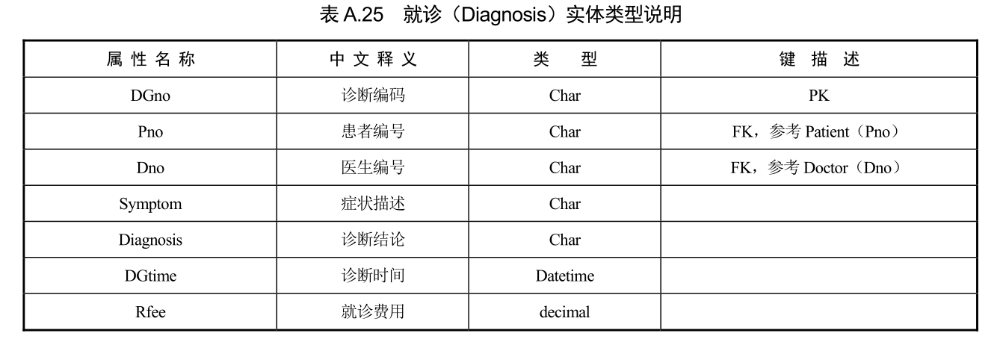 表 A.25 就诊（Diagnosis）实体类型说明
属性名称 中文释义 类型 键描述
DGno 诊断编码 Char PK
Pno 患者编号 Char FK，参考 Patient（Pno）
Dno 医生编号 Char FK，参考 Doctor（Dno）
Symptom 症状描述 Char
Diagnosis 诊断结论 Char
DGtime 诊断时间 Datetime
Rfee 就诊费用 decimal